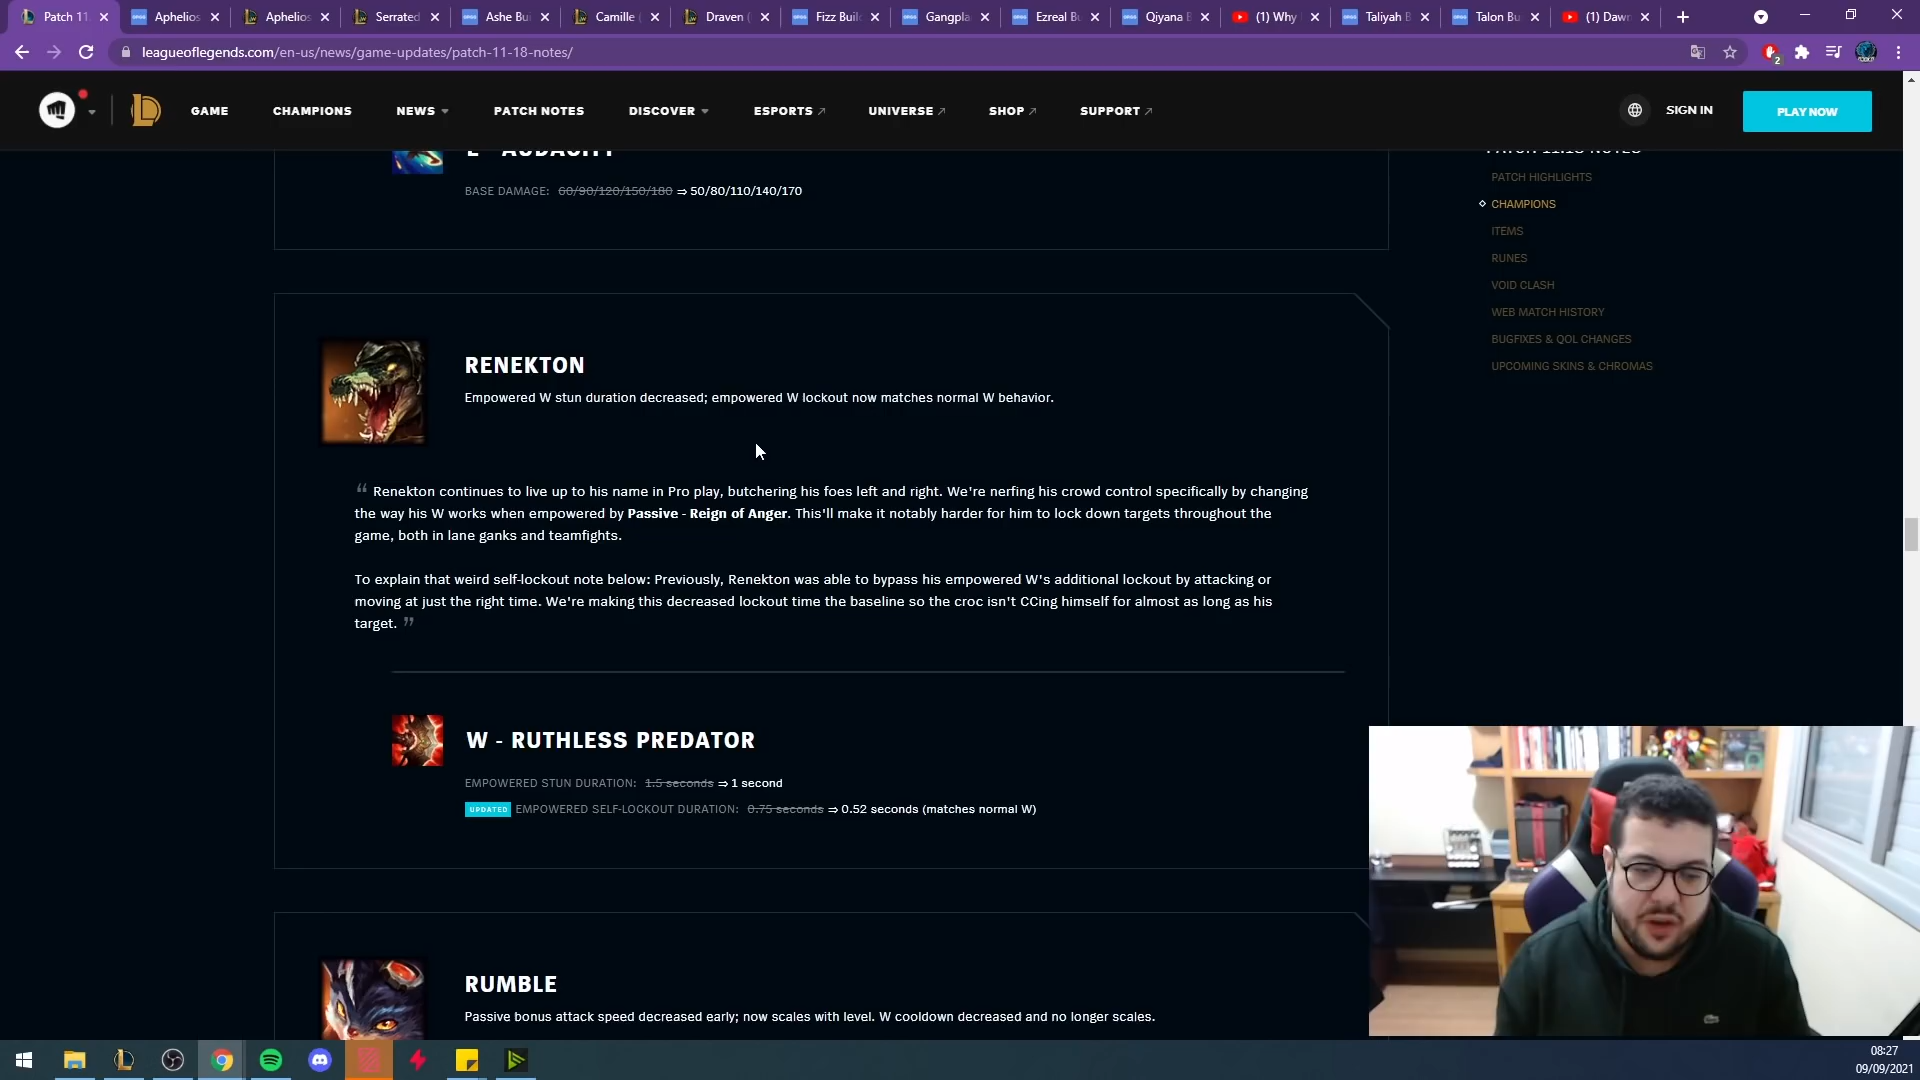 Patch 11.
Aphelios
Aphelios
Serrated
Ashe Bui
Camille (
Draven (
Fizz Buil
Gangpla
Ezreal Bu
Qiyana B
(1) Why
Taliyah B
Talon Bu
(1) Dawn
leagueoflegends.com/en-us/news/game-updates/patch-11-18-notes/
2
GAME
CHAMPIONS
NEWS
PATCH NOTES
DISCOVER
ESPORTS
UNIVERSE
SHOP
SUPPORT
SIGN IN
PLAY NOW
E - AUDACITY
BASE DAMAGE: 60/90/120/150/180 ⇒ 50/80/110/140/170
PATCH 11.18 NOTES
PATCH HIGHLIGHTS
CHAMPIONS
ITEMS
RUNES
VOID CLASH
WEB MATCH HISTORY
BUGFIXES & QOL CHANGES
UPCOMING SKINS & CHROMAS
RENEKTON
Empowered W stun duration decreased; empowered W lockout now matches normal W behavior.
“ Renekton continues to live up to his name in Pro play, butchering his foes left and right. We're nerfing his crowd control specifically by changing
the way his W works when empowered by Passive - Reign of Anger. This'll make it notably harder for him to lock down targets throughout the
game, both in lane ganks and teamfights.
To explain that weird self-lockout note below: Previously, Renekton was able to bypass his empowered W's additional lockout by attacking or
moving at just the right time. We're making this decreased lockout time the baseline so the croc isn't CCing himself for almost as long as his
target. ”
W - RUTHLESS PREDATOR
EMPOWERED STUN DURATION: 1.5 seconds ⇒ 1 second
UPDATED EMPOWERED SELF-LOCKOUT DURATION: 0.75 seconds ⇒ 0.52 seconds (matches normal W)
RUMBLE
Passive bonus attack speed decreased early; now scales with level. W cooldown decreased and no longer scales.
08:27
09/09/2021